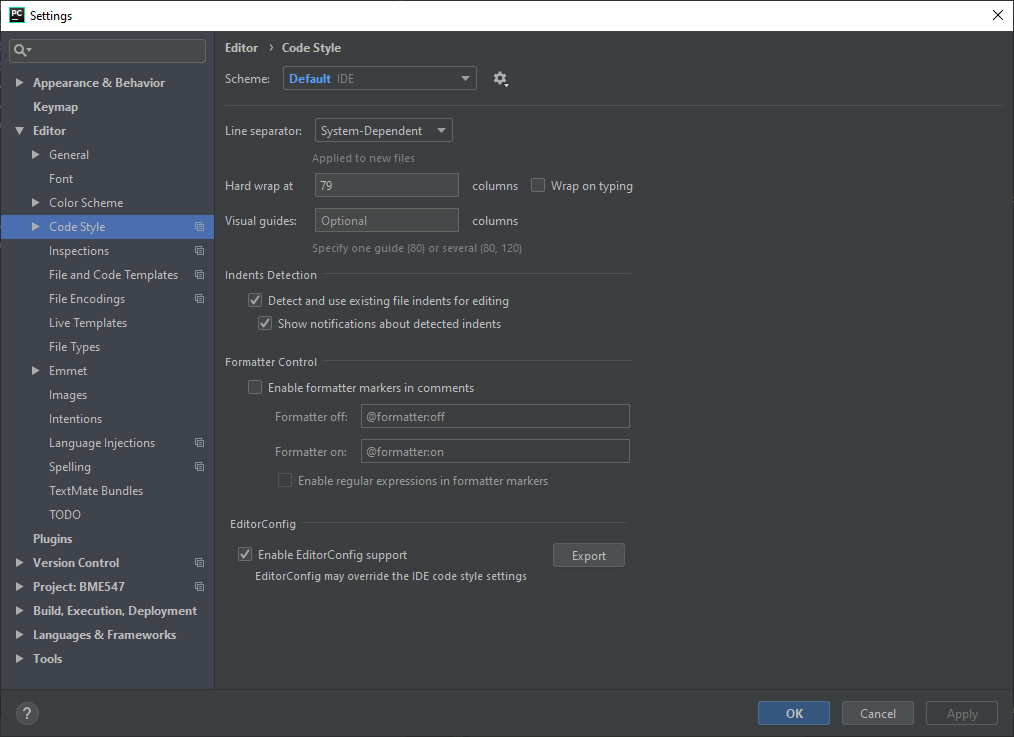 PC Settings
Appearance & Behavior
Keymap
Editor
General
Font
Color Scheme
Code Style
Inspections
File and Code Templates
File Encodings
Live Templates
File Types
Emmet
Images
Intentions
Language Injections
Spelling
TextMate Bundles
TODO
Plugins
Version Control
Project: BME547
Build, Execution, Deployment
Languages & Frameworks
Tools
Editor › Code Style
Scheme: Default IDE
Line separator: System-Dependent
Applied to new files
Hard wrap at 79 columns Wrap on typing
Visual guides: Optional columns
Specify one guide (80) or several (80, 120)
Indents Detection
Detect and use existing file indents for editing
Show notifications about detected indents
Formatter Control
Enable formatter markers in comments
Formatter off: @formatter:off
Formatter on: @formatter:on
Enable regular expressions in formatter markers
EditorConfig
Enable EditorConfig support Export
EditorConfig may override the IDE code style settings
? OK Cancel Apply